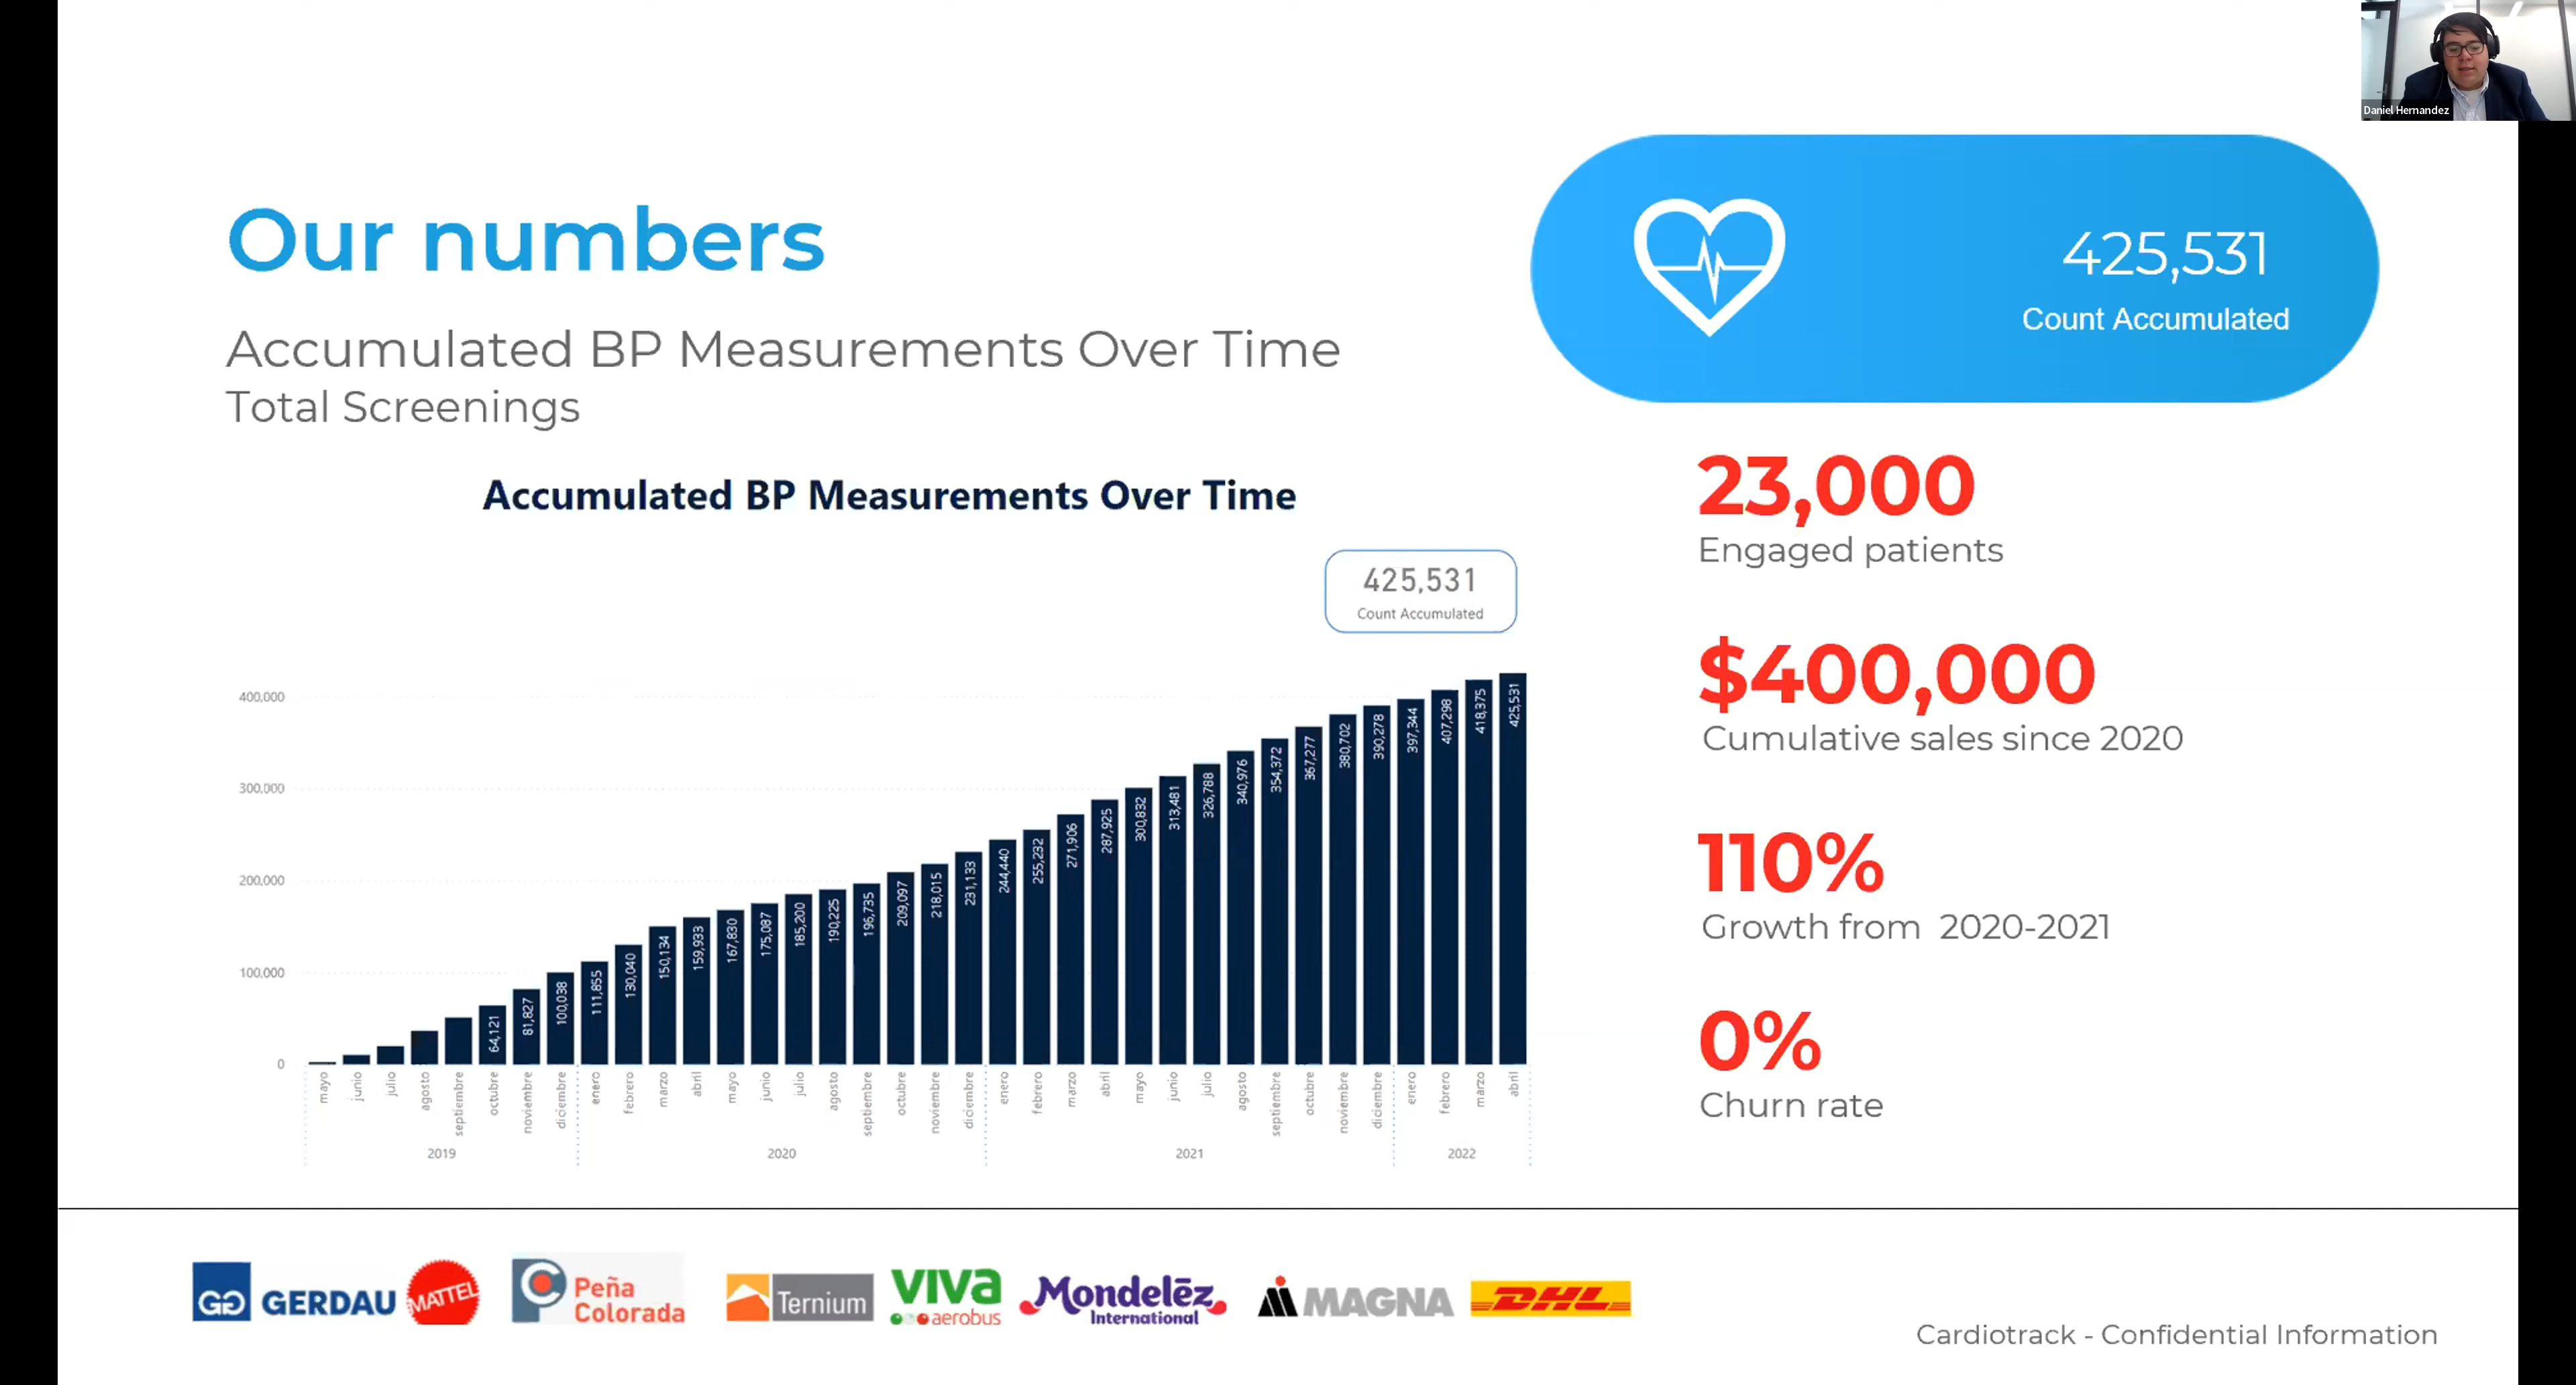 Daniel Hernandez
Our numbers
Accumulated BP Measurements Over Time
Total Screenings
425,531
Count Accumulated
Accumulated BP Measurements Over Time
425,531
Count Accumulated
400,000
300,000
200,000
100,000
0
64,121
81,827
100,038
111,855
130,040
150,134
159,933
167,830
175,087
185,200
190,225
196,735
209,097
218,015
231,133
244,440
255,232
271,906
287,925
300,832
313,481
326,788
340,976
354,372
367,277
380,702
390,278
397,344
407,298
418,375
425,531
mayo
junio
julio
agosto
septiembre
octubre
noviembre
diciembre
enero
febrero
marzo
abril
mayo
junio
julio
agosto
septiembre
octubre
noviembre
diciembre
enero
febrero
marzo
abril
mayo
junio
julio
agosto
septiembre
octubre
noviembre
diciembre
enero
febrero
marzo
abril
2019
2020
2021
2022
23,000
Engaged patients
$400,000
Cumulative sales since 2020
110%
Growth from 2020-2021
0%
Churn rate
GERDAU
MATTEL
Peña
Colorada
Ternium
VIVA
aerobus
Mondelēz
International
MAGNA
DHL
Cardiotrack - Confidential Information